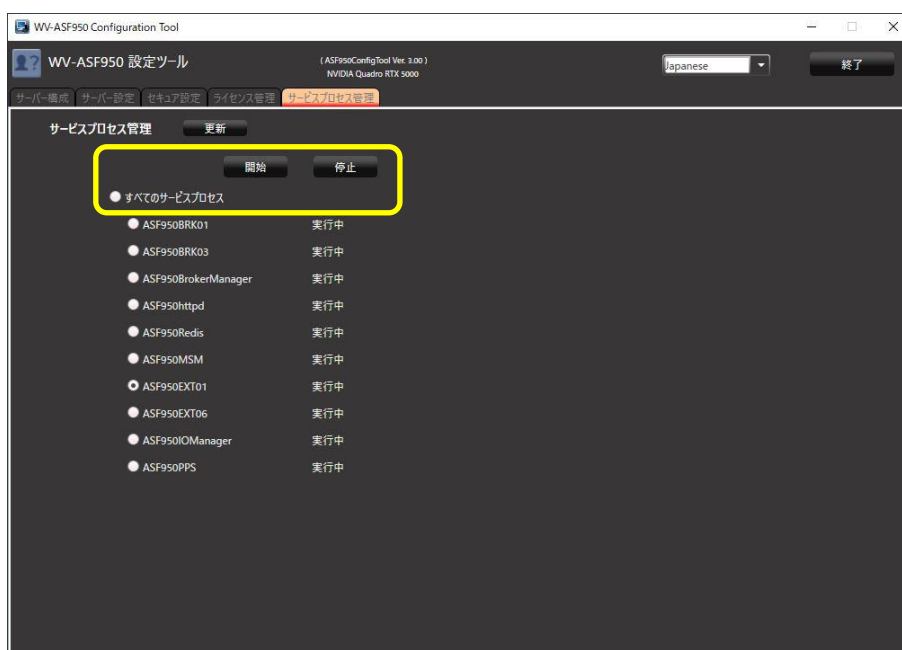 WV-ASF950 Configuration Tool
WV-ASF950 設定ツール
( ASF950ConfigTool Ver. 3.00 )
NVIDIA Quadro RTX 5000
Japanese
終了
サーバー構成 サーバー設定 セキュア設定 ライセンス管理 サービスプロセス管理
サービスプロセス管理 更新
開始 停止
すべてのサービスプロセス
ASF950BRK01 実行中
ASF950BRK03 実行中
ASF950BrokerManager 実行中
ASF950httpd 実行中
ASF950Redis 実行中
ASF950MSM 実行中
ASF950EXT01 実行中
ASF950EXT06 実行中
ASF950IOManager 実行中
ASF950PPS 実行中